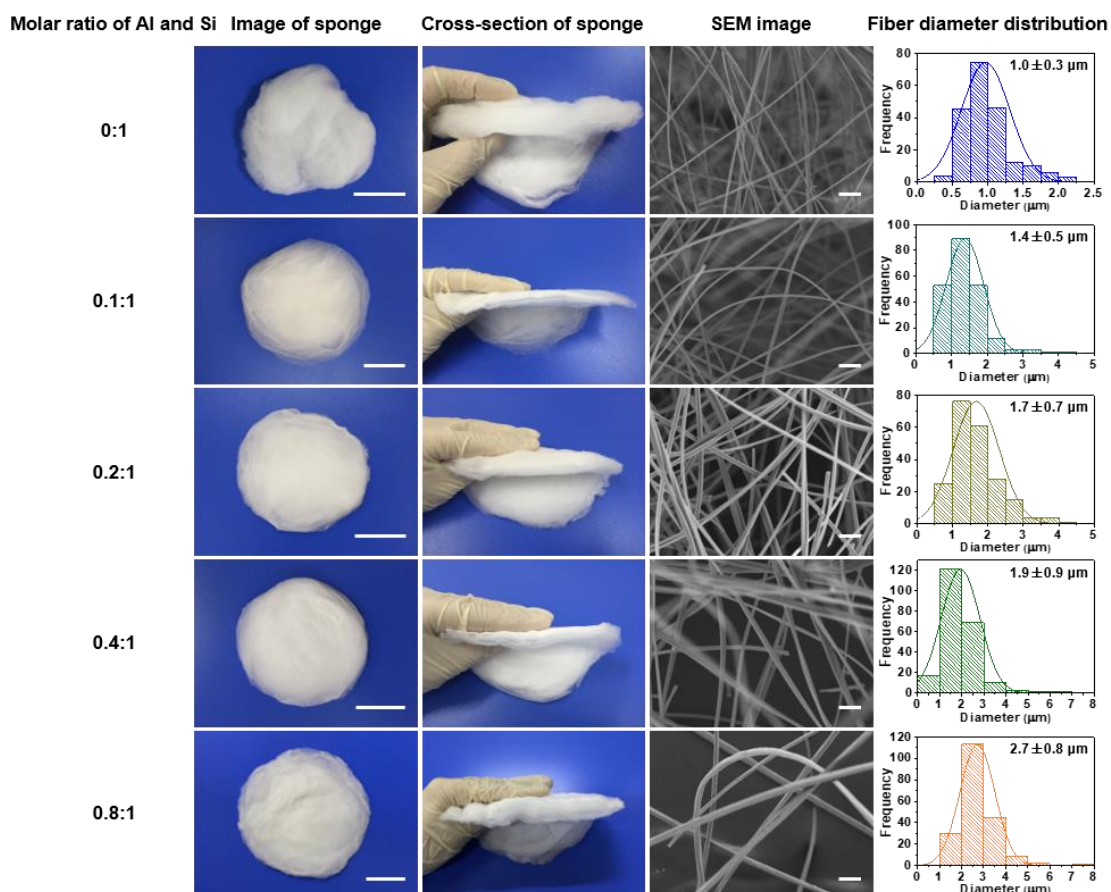 Molar ratio of Al and Si Image of sponge Cross-section of sponge SEM image Fiber diameter distribution
0:1
80
60
40
20
0
Frequency
1.0±0.3 μm
0.0 0.5 1.0 1.5 2.0 2.5
Diameter (μm)
0.1:1
100
80
60
40
20
0
Frequency
1.4±0.5 μm
0 1 2 3 4 5
Diameter (μm)
0.2:1
80
60
40
20
0
Frequency
1.7±0.7 μm
0 1 2 3 4 5
Diameter (μm)
0.4:1
120
100
80
60
40
20
0
Frequency
1.9±0.9 μm
0 1 2 3 4 5 6 7 8
Diameter (μm)
0.8:1
120
100
80
60
40
20
0
Frequency
2.7±0.8 μm
0 1 2 3 4 5 6 7 8
Diameter (μm)